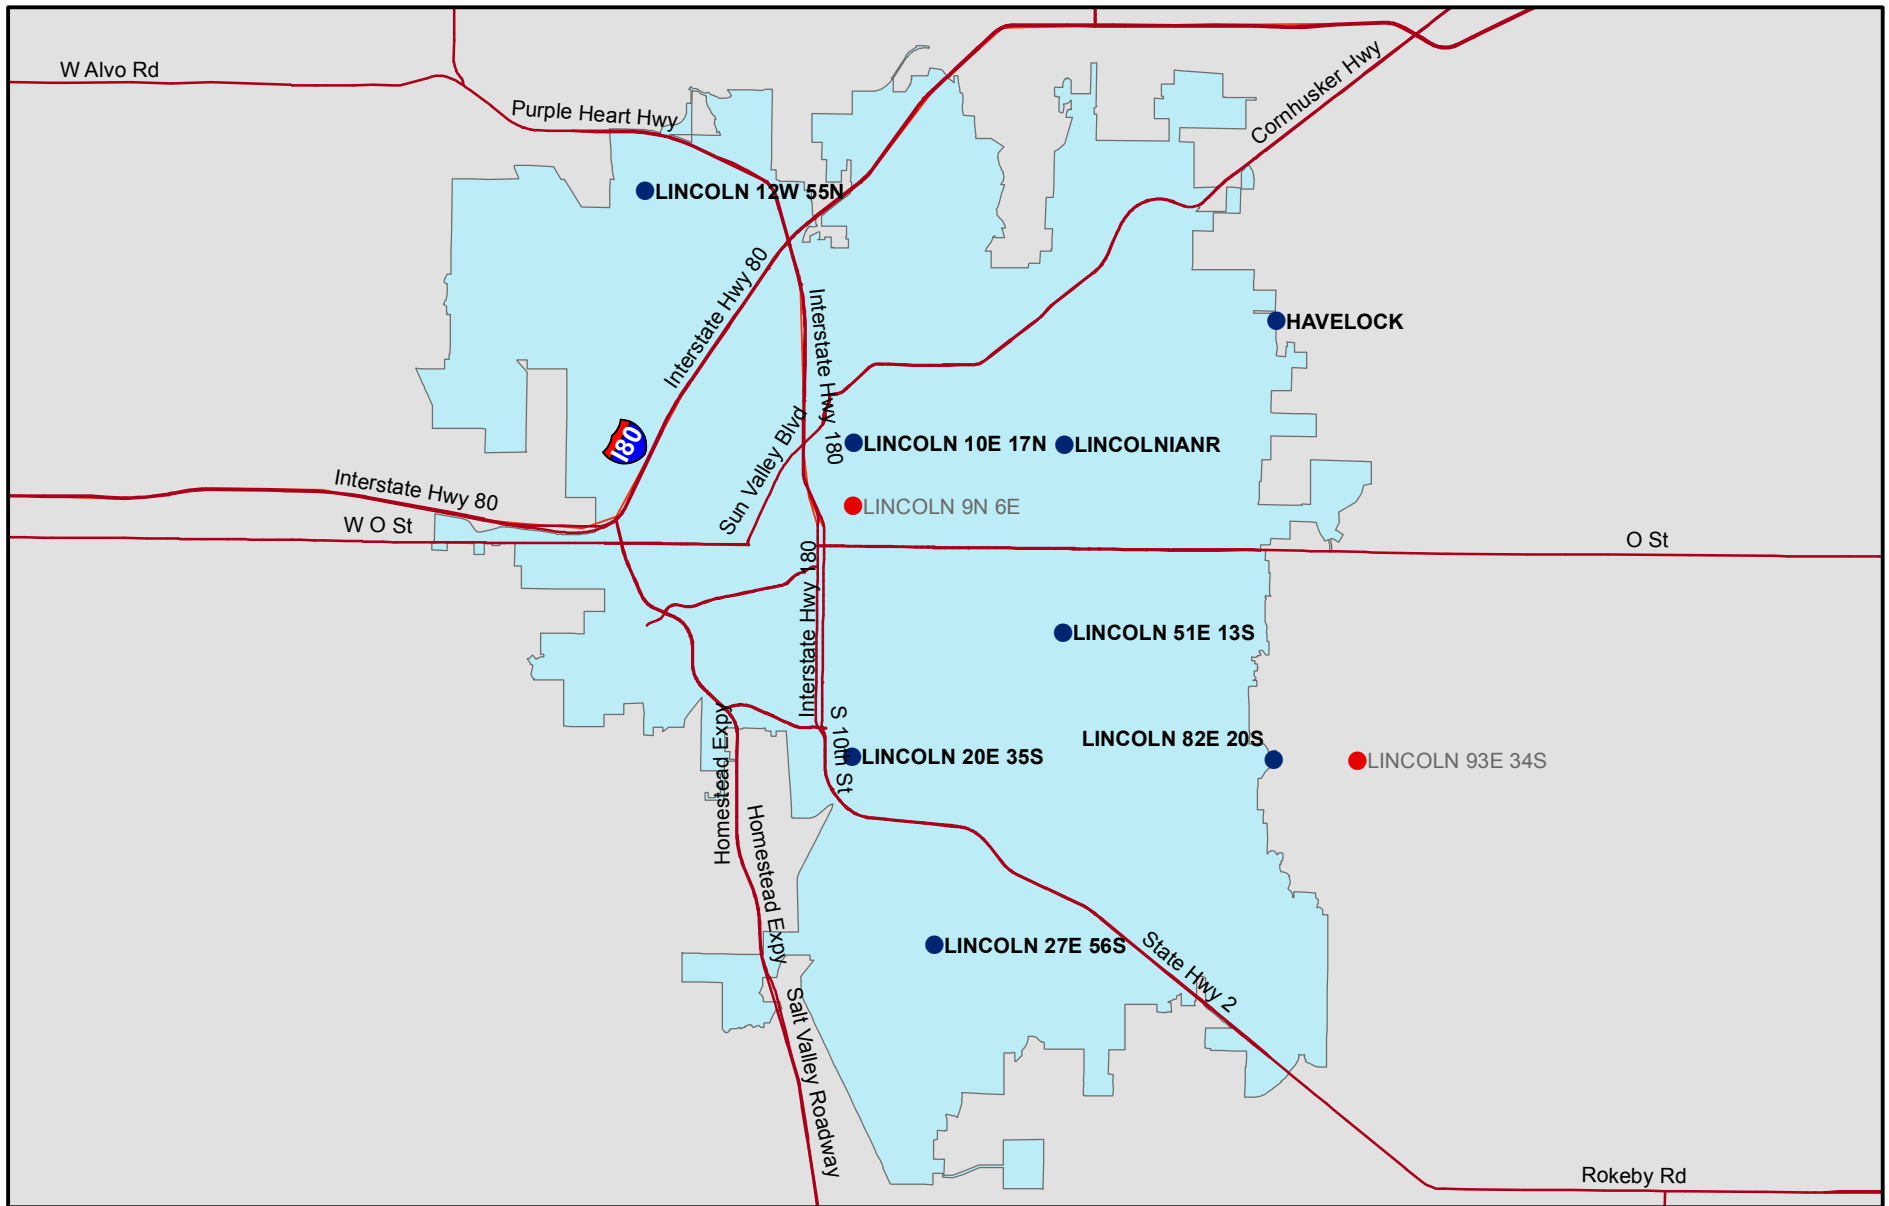 W Alvo Rd
Purple Heart Hwy
Cornhusker Hwy
LINCOLN 12W 55N
Interstate Hwy 80
Interstate Hwy 180
HAVELOCK
180
Sun Valley Blvd
LINCOLN 10E 17N
LINCOLNIANR
Interstate Hwy 80
LINCOLN 9N 6E
W O St
O St
Interstate Hwy 180
LINCOLN 51E 13S
Homestead Expy
S 10th St
LINCOLN 82E 20S
LINCOLN 20E 35S
LINCOLN 93E 34S
Homestead Expy
LINCOLN 27E 56S
State Hwy 2
Salt Valley Roadway
Rokeby Rd